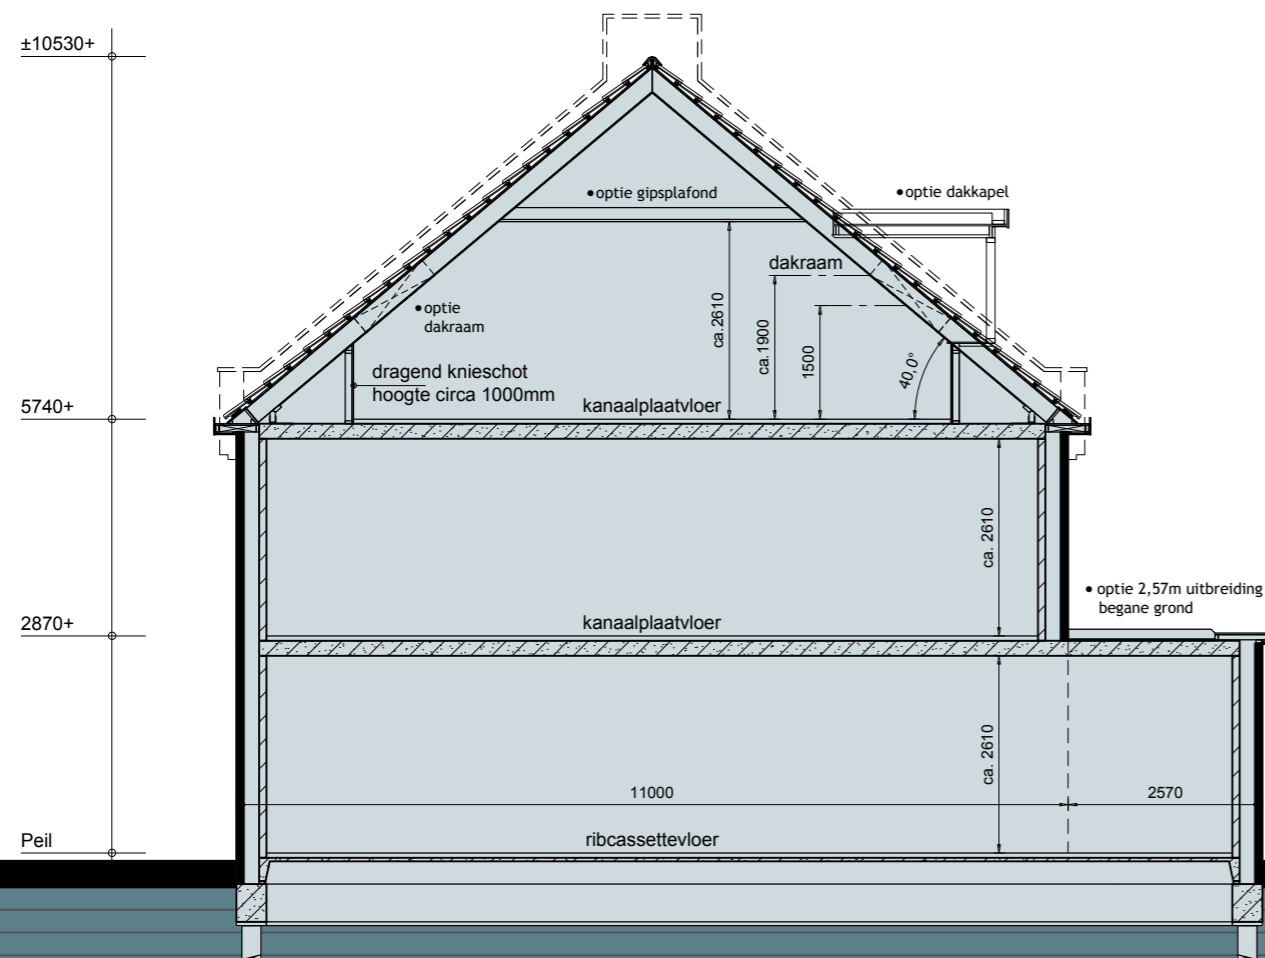 ±10530+
•optie gipsplafond
•optie dakkapel
dakraam
•optie
dakraam
ca.2610
ca.1900
1500
40,0°
dragend knieschot
hoogte circa 1000mm
5740+
kanaalplaatvloer
ca. 2610
• optie 2,57m uitbreiding
begane grond
2870+
kanaalplaatvloer
ca. 2610
11000
2570
Peil
ribcassettevloer